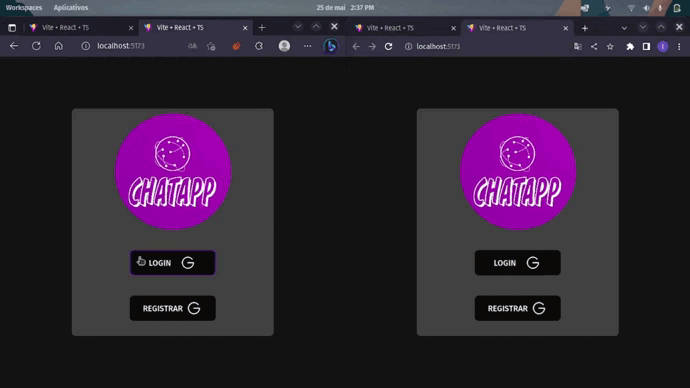 Workspaces Aplicativos 25 de mai 2:37 PM
Vite + React + TS Vite + React + TS Vite + React + TS Vite + React + TS
localhost:5173 localhost:5173
CHATAPP CHATAPP
LOGIN LOGIN
REGISTRAR REGISTRAR